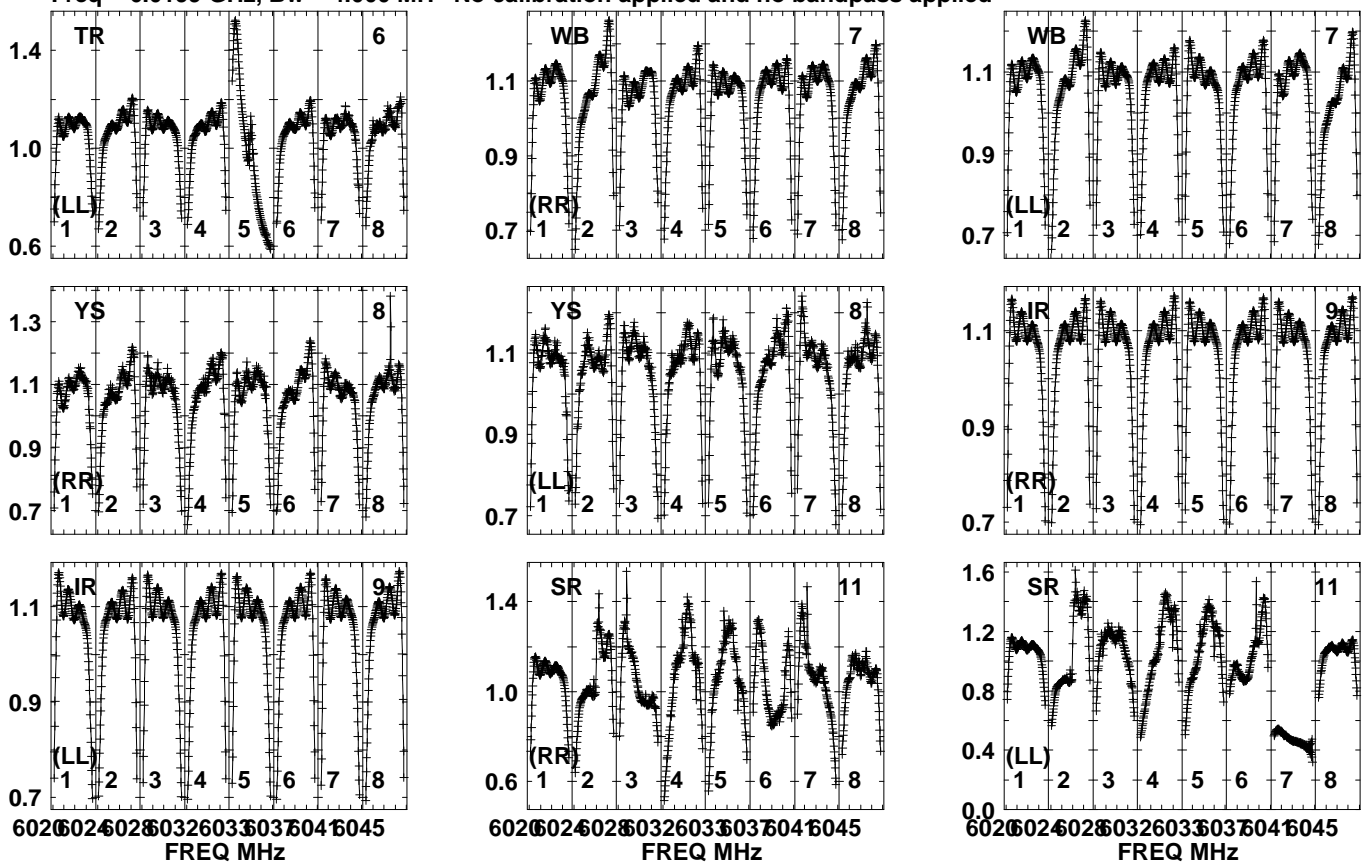 No calibration applied and no bandpass applied
1.4 TR 6
1.0
(LL)
1 2 3 4 5 6 7 8
0.6
WB 7
1.1
0.9
(RR)
0.7 1 2 3 4 5 6 7 8
WB 7
1.1
0.9
(LL)
0.7 1 2 3 4 5 6 7 8
YS 8
1.3
1.1
0.9
(RR)
0.7 1 2 3 4 5 6 7 8
YS 8
1.1
0.9
(LL)
0.7 1 2 3 4 5 6 7 8
IR 9
1.1
0.9
(RR)
0.7 1 2 3 4 5 6 7 8
IR 9
1.1
0.9
(LL)
1 2 3 4 5 6 7 8
0.7
6020 6024 6028 6032 6033 6037 6041 6045
FREQ MHz
SR 11
1.4
1.0
(RR)
0.6 1 2 3 4 5 6 7 8
6020 6024 6028 6032 6033 6037 6041 6045
FREQ MHz
1.6 SR 11
1.2
0.8
0.4 (LL)
1 2 3 4 5 6 7 8
0.0
6020 6024 6028 6032 6033 6037 6041 6045
FREQ MHz